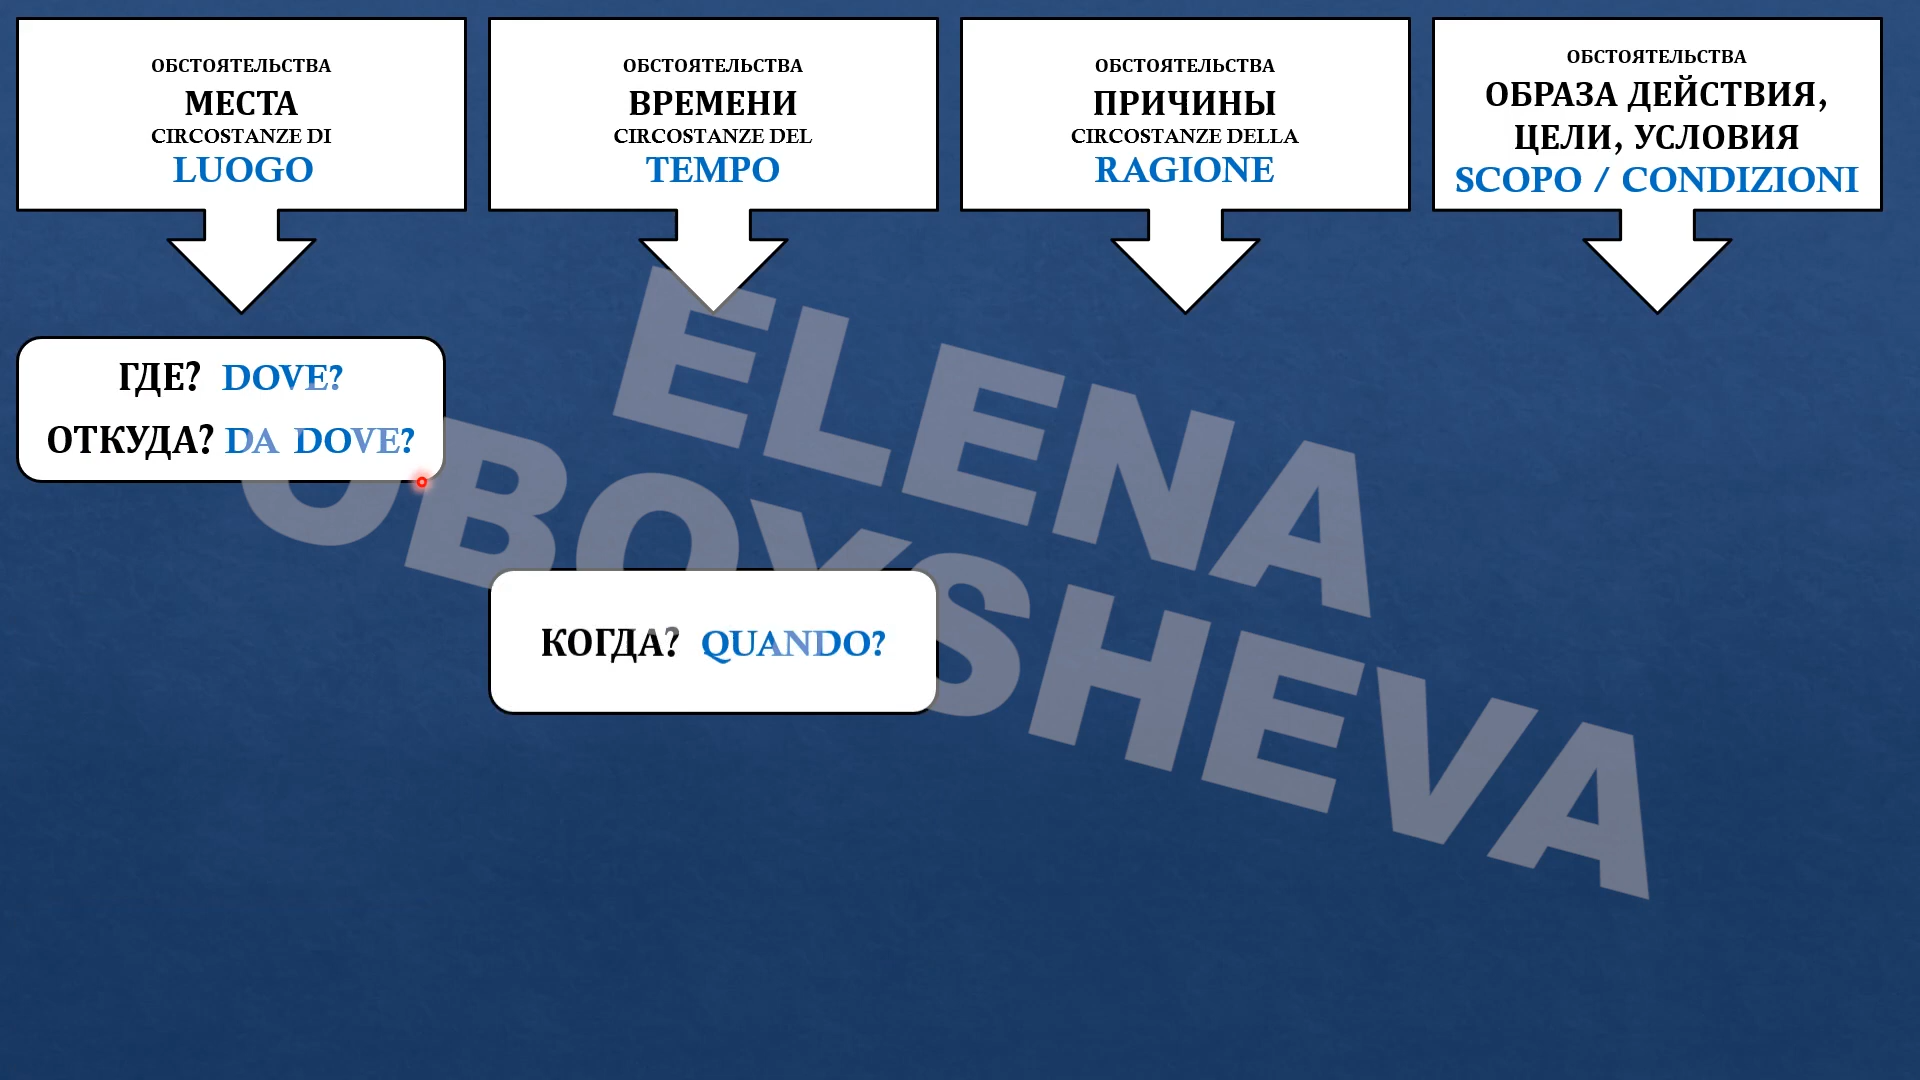 ОБСТОЯТЕЛЬСТВА
МЕСТА
CIRCOSTANZE DI
LUOGO
ОБСТОЯТЕЛЬСТВА
ВРЕМЕНИ
CIRCOSTANZE DEL
TEMPO
ОБСТОЯТЕЛЬСТВА
ПРИЧИНЫ
CIRCOSTANZE DELLA
RAGIONE
ОБСТОЯТЕЛЬСТВА
ОБРАЗА ДЕЙСТВИЯ,
ЦЕЛИ, УСЛОВИЯ
SCOPO / CONDIZIONI
ГДЕ? DOVE?
ОТКУДА? DA DOVE?
КОГДА? QUANDO?
ELENA
OBOYSHEVA